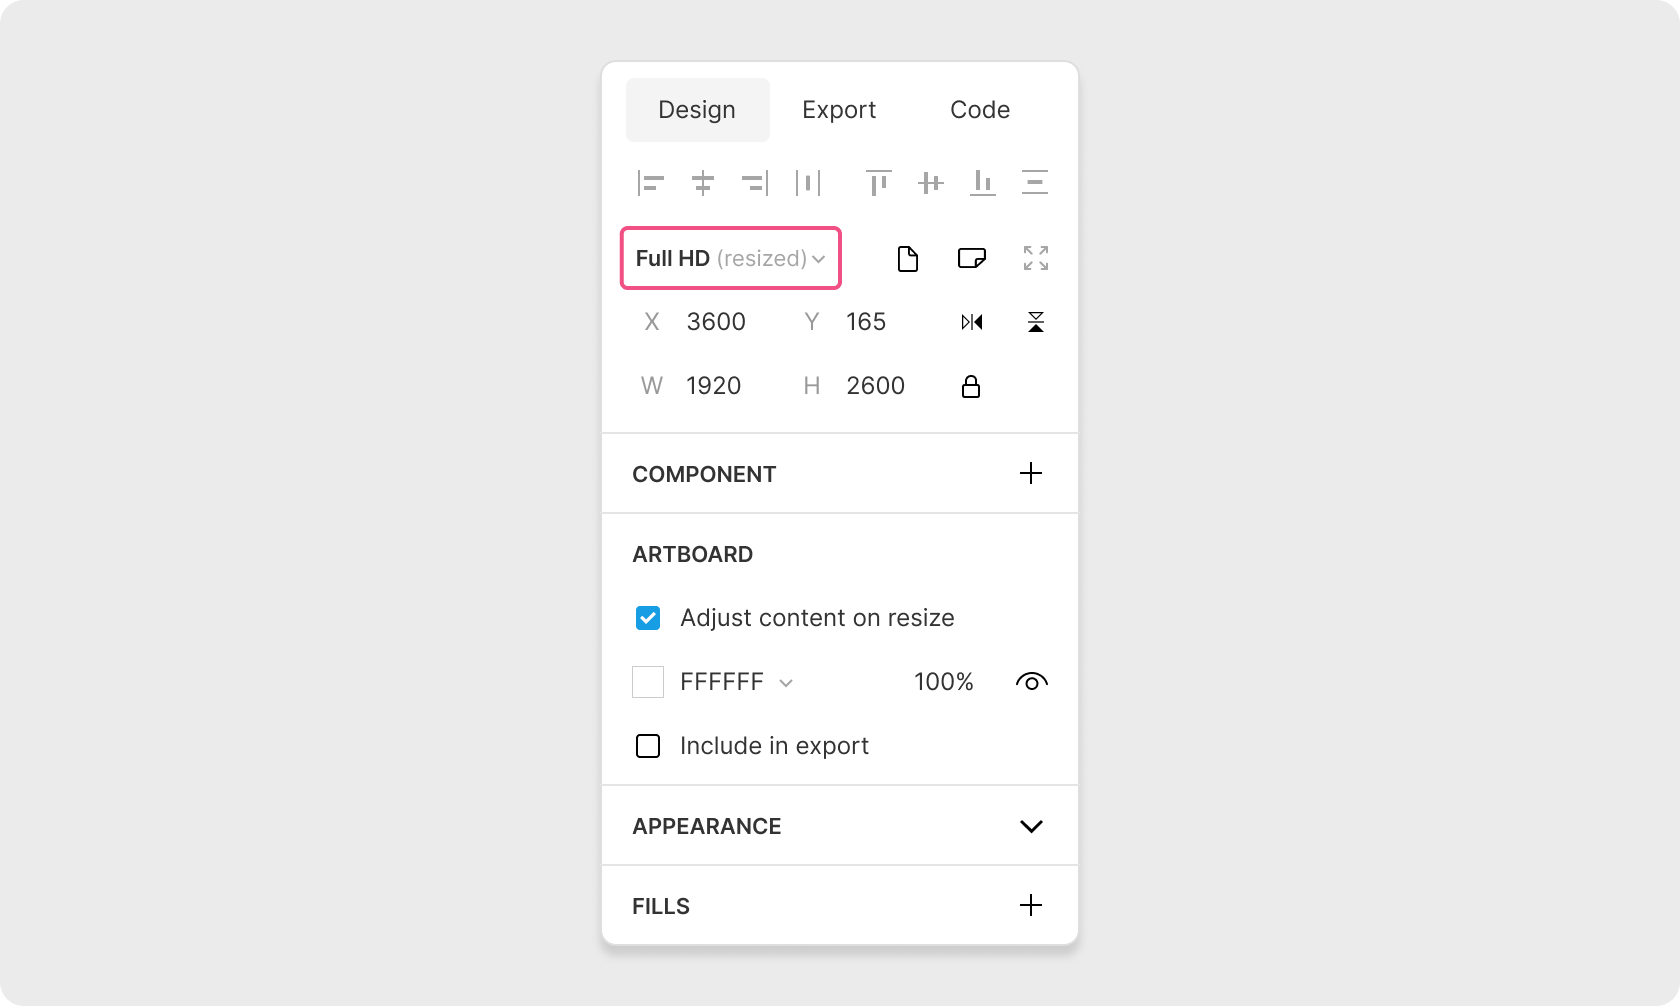 Design Export Code
Full HD (resized)
X 3600 Y 165
W 1920 H 2600
COMPONENT
ARTBOARD
Adjust content on resize
FFFFFF 100%
Include in export
APPEARANCE
FILLS